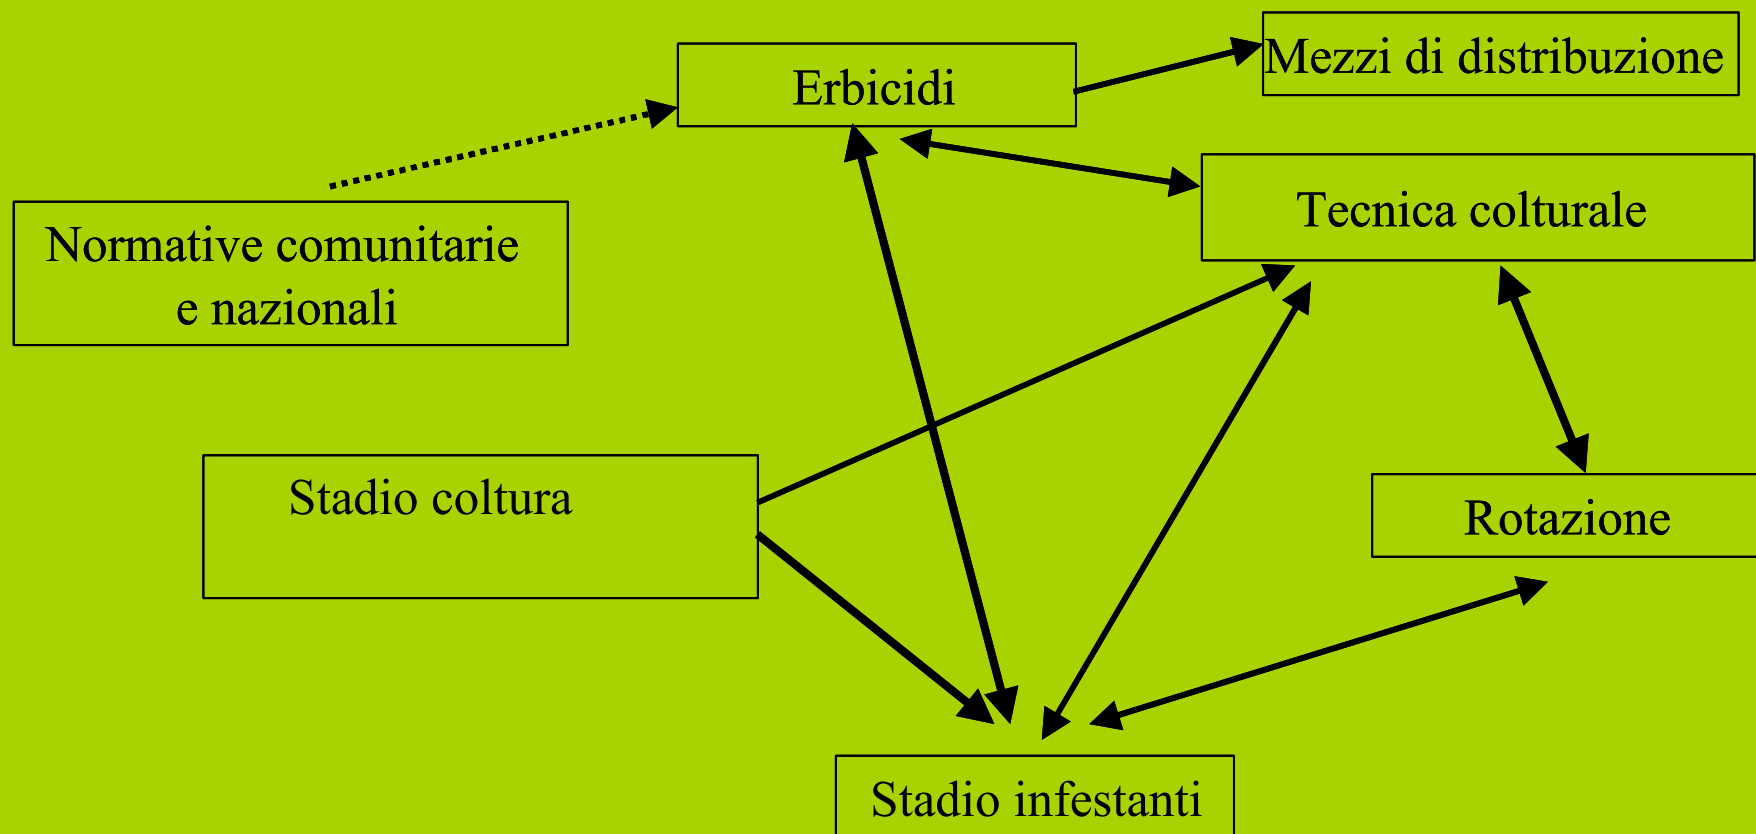 Mezzi di distribuzione
Erbicidi
Tecnica colturale
Normative comunitarie
e nazionali
Stadio coltura
Rotazione
Stadio infestanti